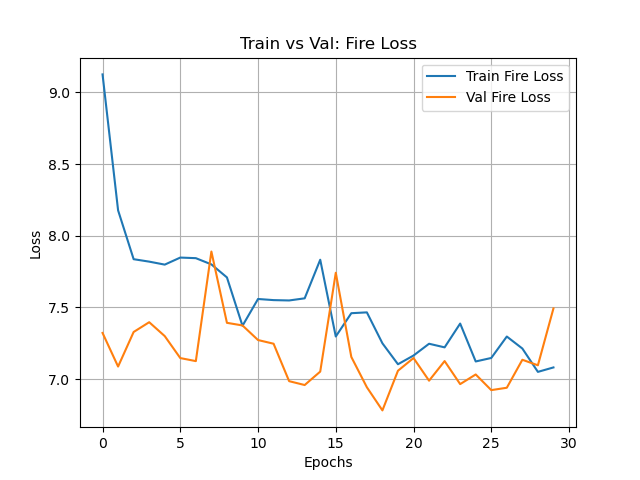 Train vs Val: Fire Loss
Train Fire Loss
Val Fire Loss
9.0
8.5
8.0
7.5
7.0
Loss
0 5 10 15 20 25 30
Epochs